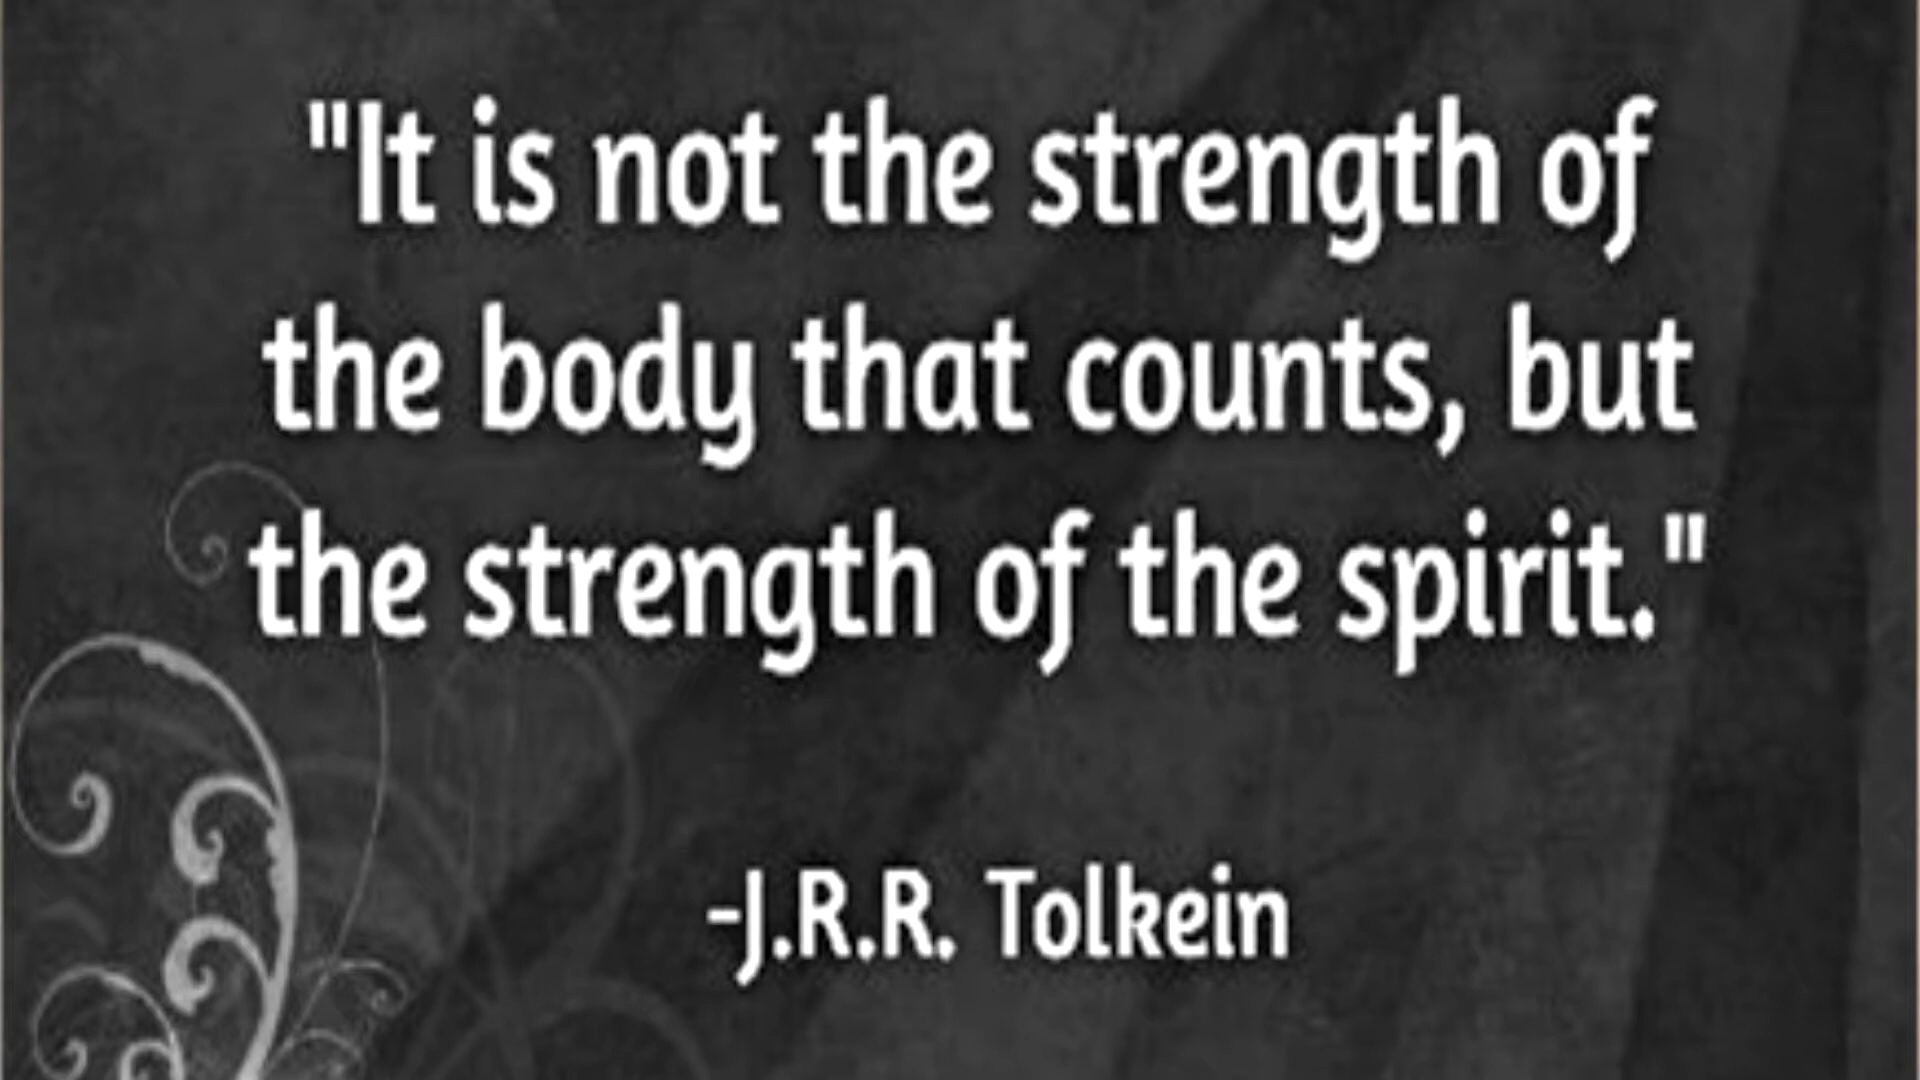 "It is not the strength of
the body that counts, but
the strength of the spirit."
-J.R.R. Tolkein